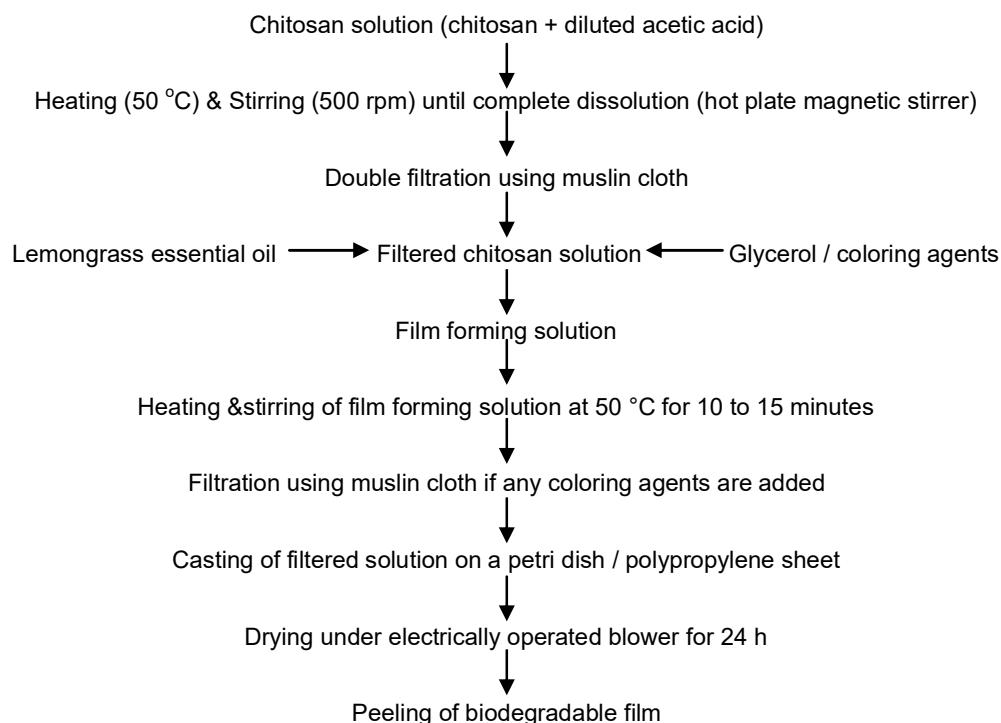 Chitosan solution (chitosan + diluted acetic acid)
Heating (50 °C) & Stirring (500 rpm) until complete dissolution (hot plate magnetic stirrer)
Double filtration using muslin cloth
Lemongrass essential oil
Filtered chitosan solution
Glycerol / coloring agents
Film forming solution
Heating &stirring of film forming solution at 50 °C for 10 to 15 minutes
Filtration using muslin cloth if any coloring agents are added
Casting of filtered solution on a petri dish / polypropylene sheet
Drying under electrically operated blower for 24 h
Peeling of biodegradable film